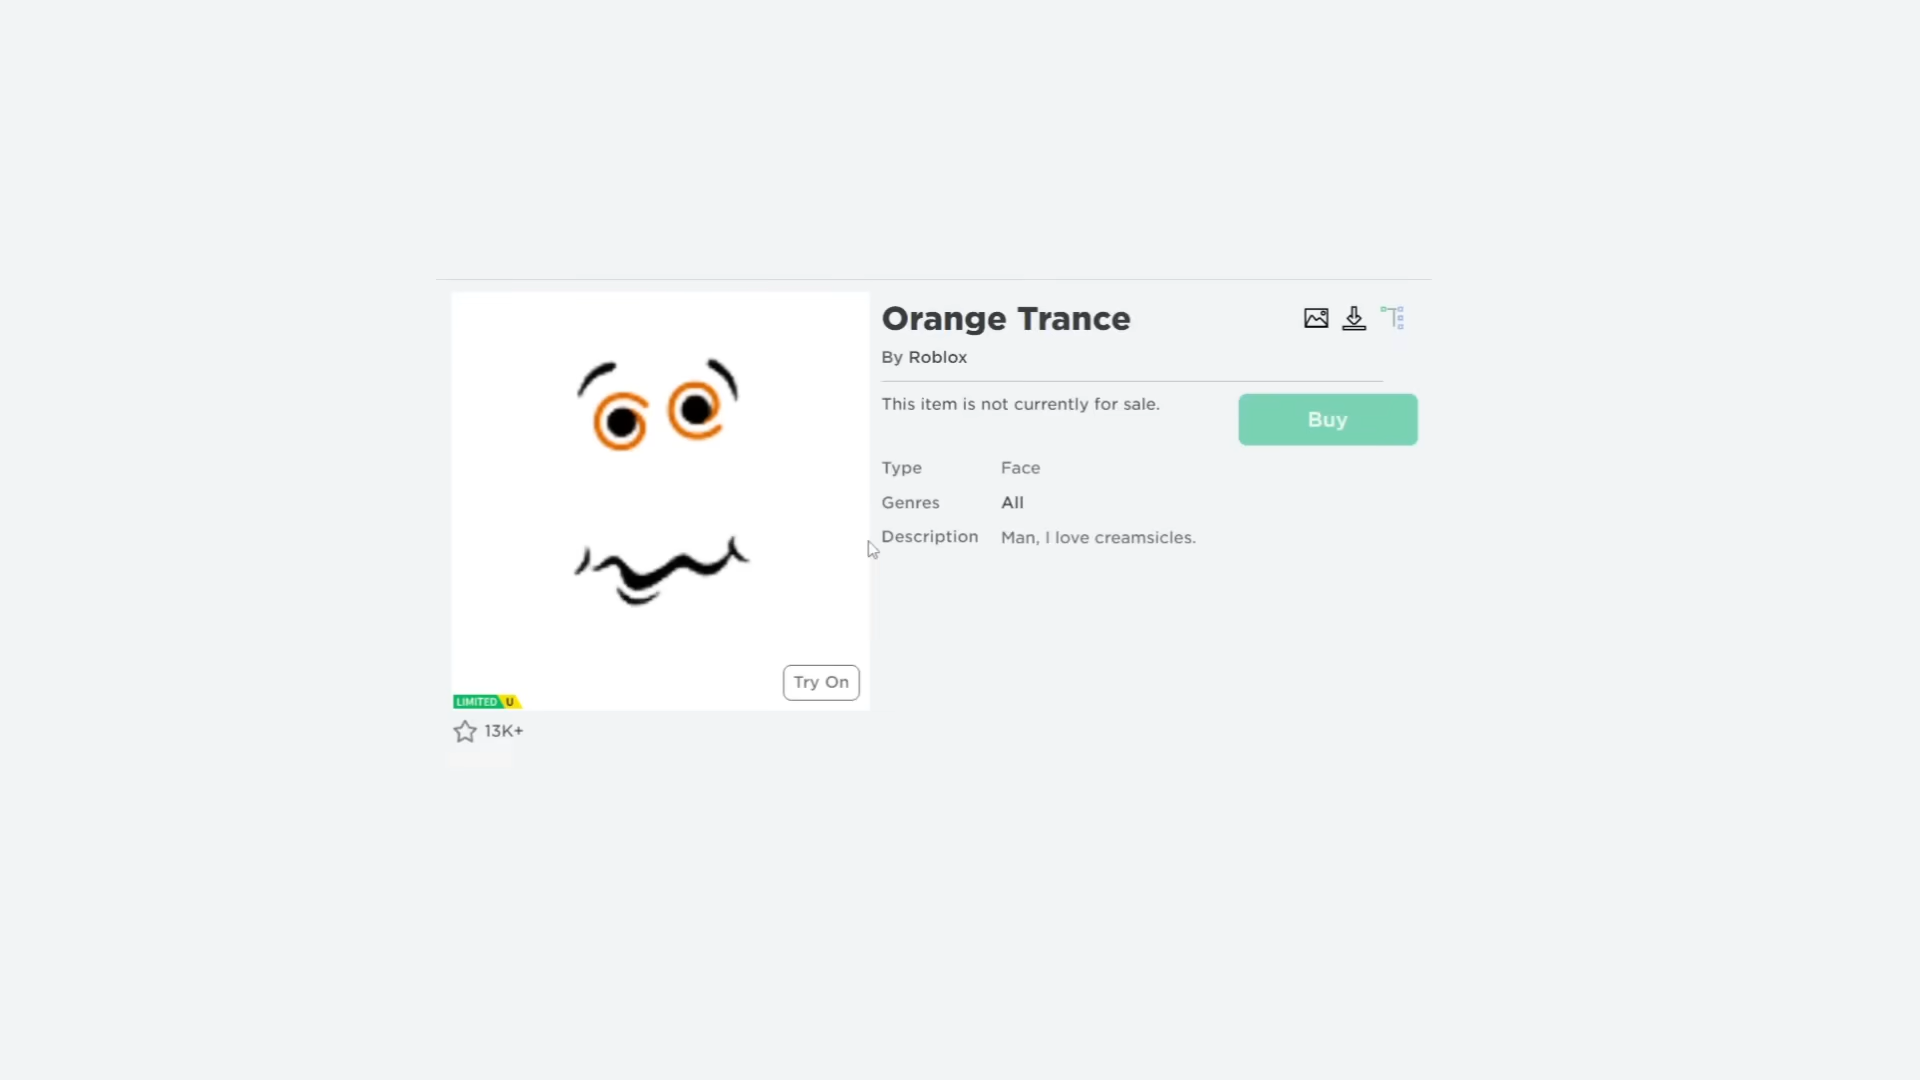 Orange Trance
By Roblox
This item is not currently for sale.
Buy
Type Face
Genres All
Description Man, I love creamsicles.
Try On
LIMITED U
13K+